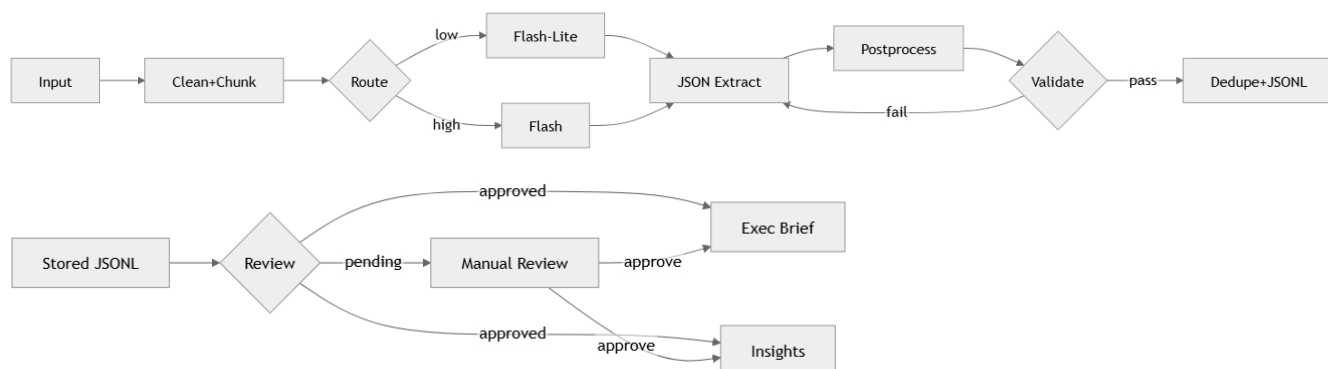 Input
Clean+Chunk
Route
low
Flash-Lite
high
Flash
JSON Extract
Postprocess
Validate
fail
pass
Dedupe+JSONL
Stored JSONL
Review
approved
pending
Manual Review
approve
Exec Brief
approved
approve
Insights